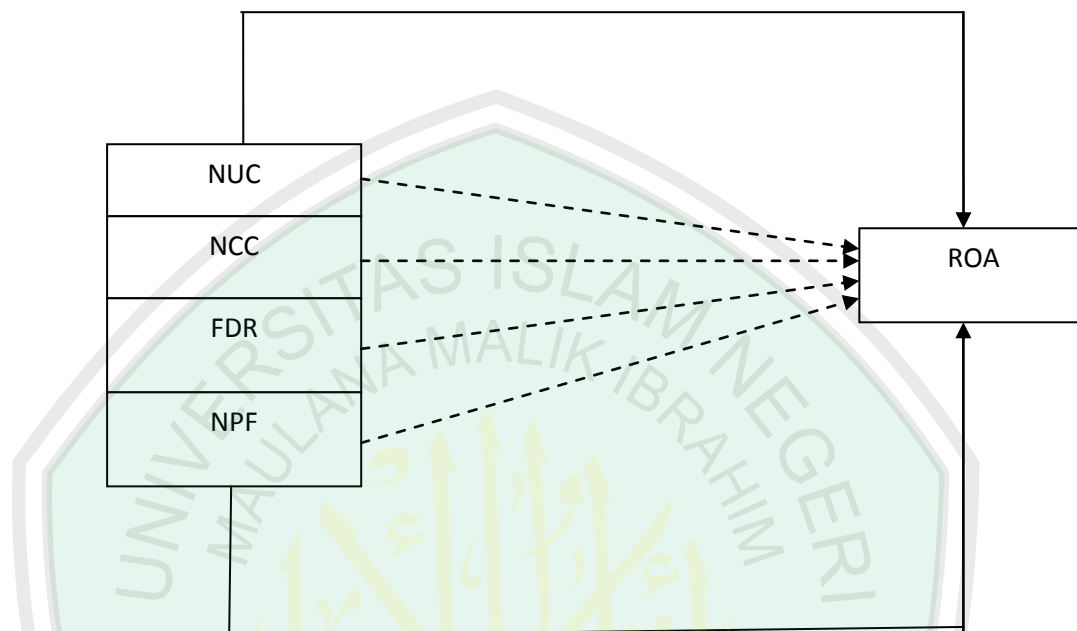 NUC
NCC
FDR
NPF
ROA
UNIVERSITAS ISLAM NEGERI
MAULANA MALIK IBRAHIM